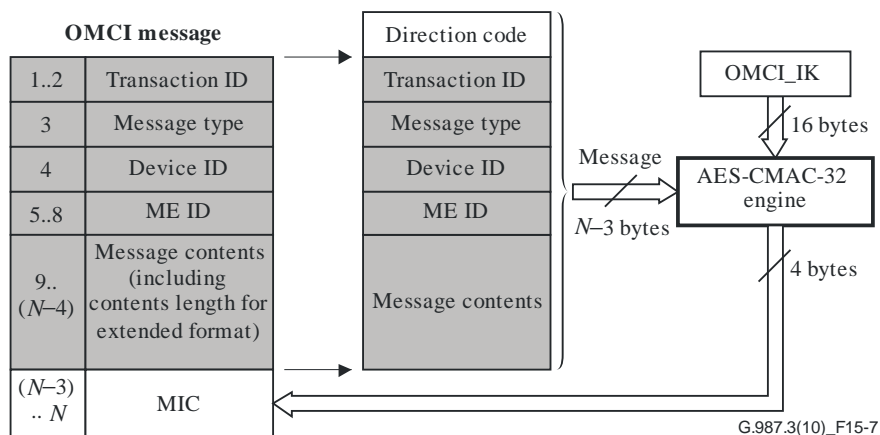 OMCI message
1..2
Transaction ID
3
Message type
4
Device ID
5..8
ME ID
9..
(N–4)
Message contents
(including
contents length for
extended format)
(N–3)
.. N
MIC
Direction code
Transaction ID
Message type
Device ID
ME ID
Message contents
Message
N–3 bytes
OMCI_IK
16 bytes
AES-CMAC-32
engine
4 bytes
G.987.3(10)_F15-7